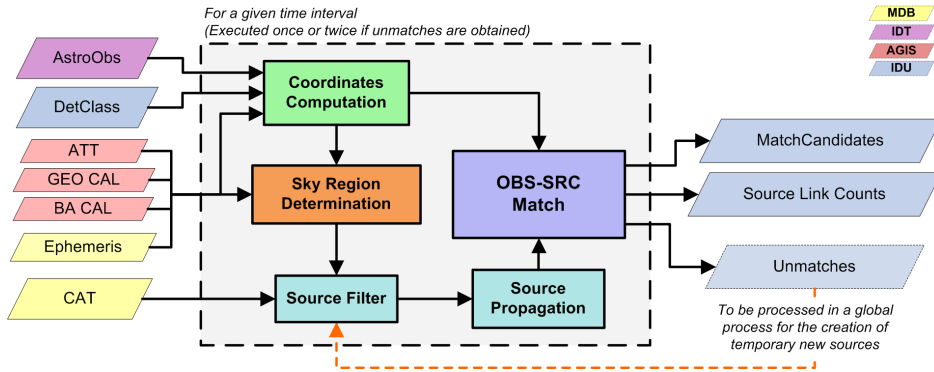 For a given time interval
(Executed once or twice if unmatches are obtained)
MDB
IDT
AGIS
IDU
AstroObs
DetClass
ATT
GEO CAL
BA CAL
Ephemeris
CAT
Coordinates
Computation
Sky Region
Determination
Source Filter
Source
Propagation
OBS-SRC
Match
MatchCandidates
Source Link Counts
Unmatches
To be processed in a global
process for the creation of
temporary new sources